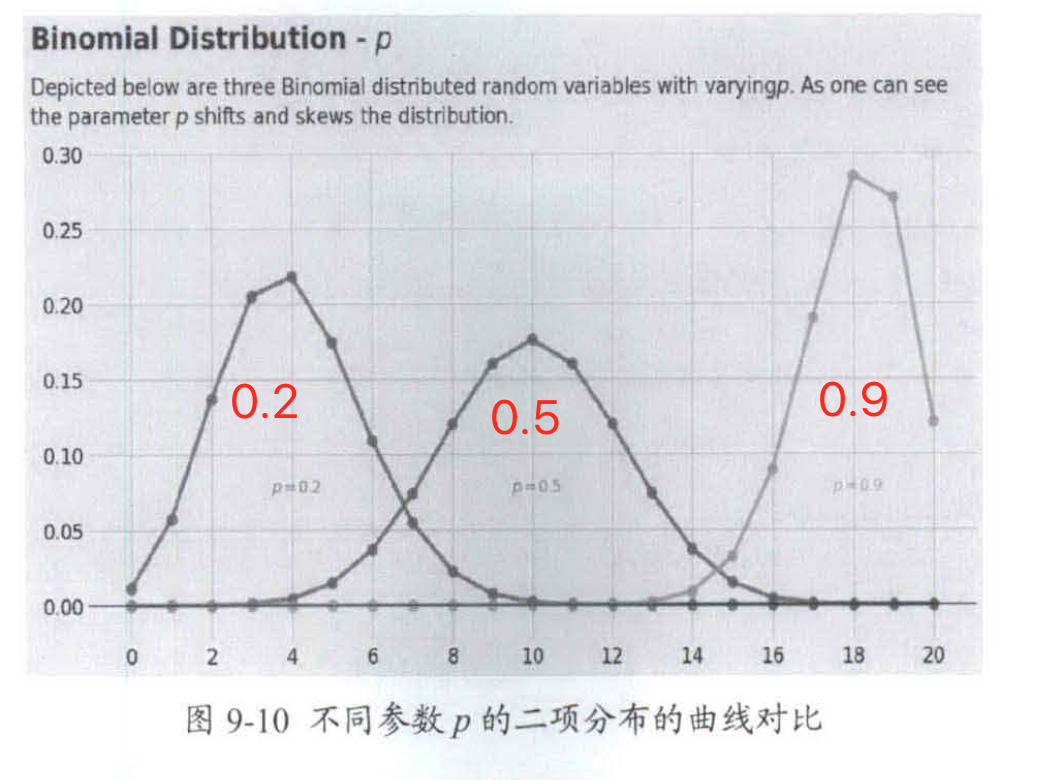 Binomial Distribution - p
Depicted below are three Binomial distributed random variables with varyingp. As one can see
the parameter p shifts and skews the distribution.
0.30
0.25
0.20
0.15
0.10
0.05
0.00
0.2
0.5
0.9
p=0.2
p=0.5
p=0.9
0 2 4 6 8 10 12 14 16 18 20
图 9-10 不同参数 p 的二项分布的曲线对比